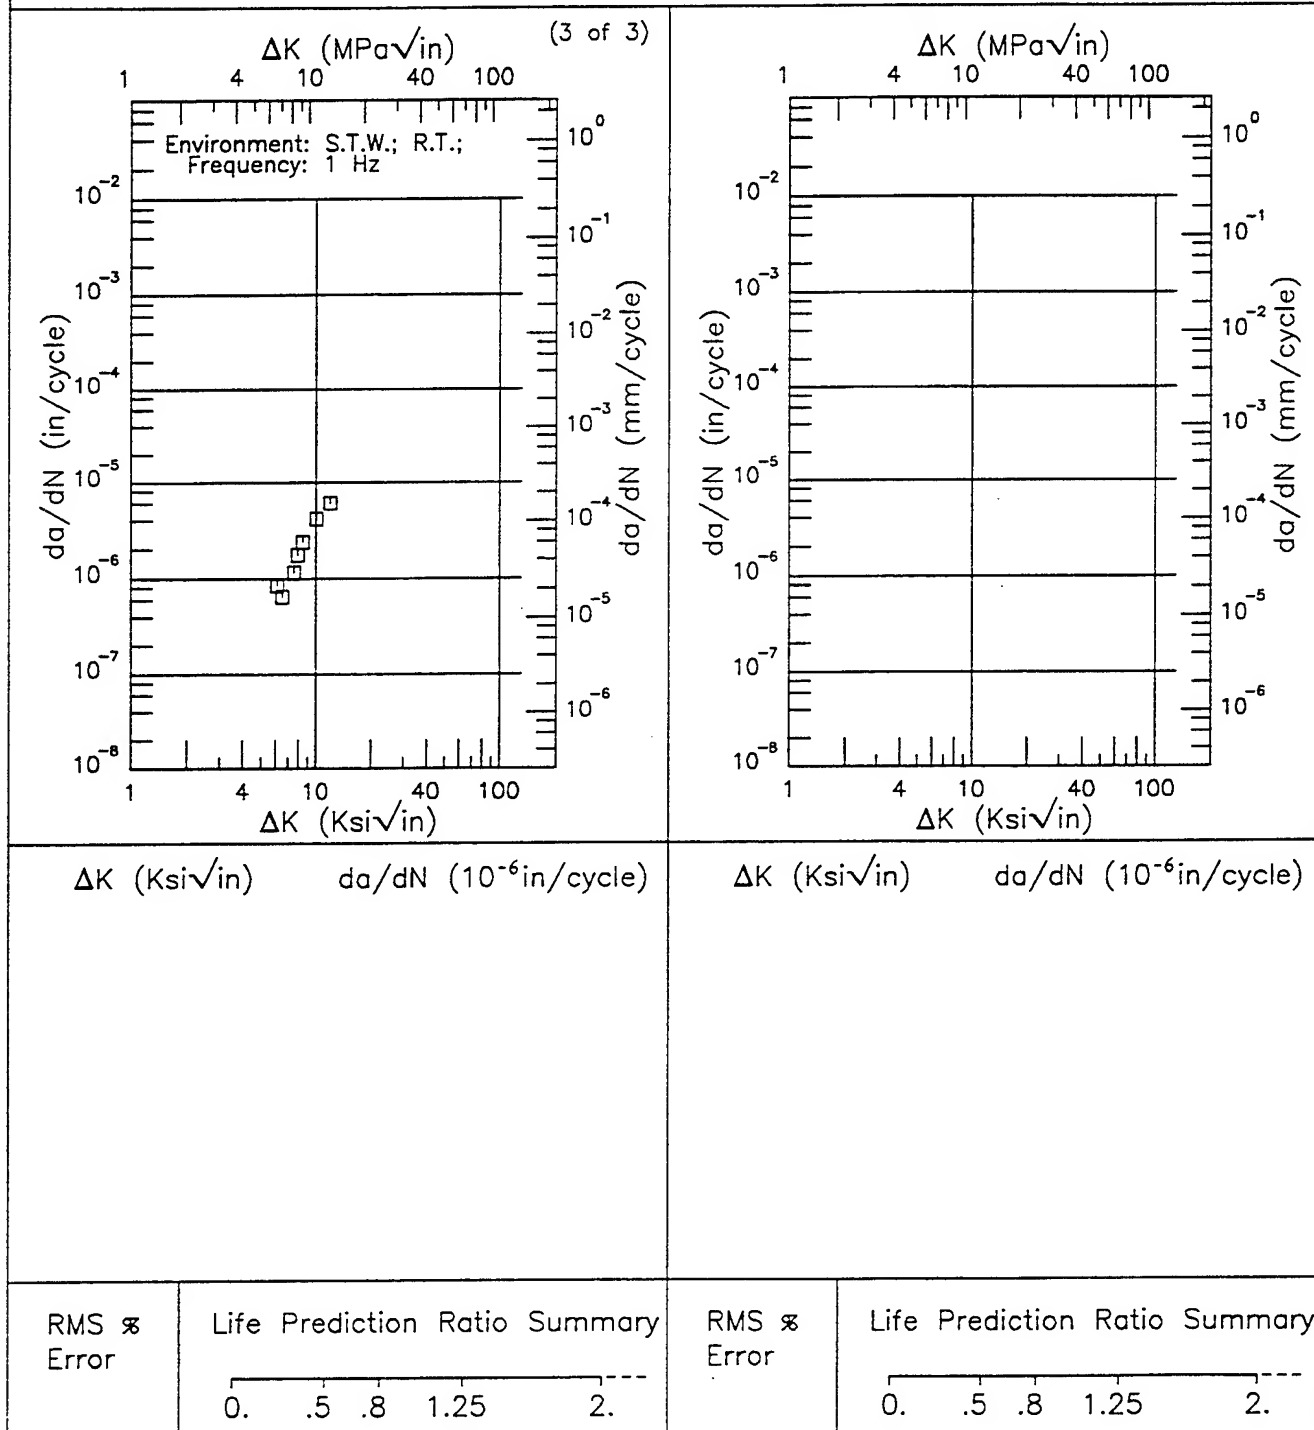 (3 of 3)
ΔK (MPa√in)
1 4 10 40 100
Environment: S.T.W.; R.T.;
Frequency: 1 Hz
da/dN (in/cycle)
10⁻²
10⁻³
10⁻⁴
10⁻⁵
10⁻⁶
10⁻⁷
10⁻⁸
10⁰
10⁻¹
10⁻²
10⁻³
10⁻⁴
10⁻⁵
10⁻⁶
da/dN (mm/cycle)
1 4 10 40 100
ΔK (Ksi√in)
ΔK (MPa√in)
1 4 10 40 100
da/dN (in/cycle)
10⁻²
10⁻³
10⁻⁴
10⁻⁵
10⁻⁶
10⁻⁷
10⁻⁸
10⁰
10⁻¹
10⁻²
10⁻³
10⁻⁴
10⁻⁵
10⁻⁶
da/dN (mm/cycle)
1 4 10 40 100
ΔK (Ksi√in)
ΔK (Ksi√in) da/dN (10⁻⁶in/cycle)
ΔK (Ksi√in) da/dN (10⁻⁶in/cycle)
RMS %
Error
Life Prediction Ratio Summary
0. .5 .8 1.25 2.
RMS %
Error
Life Prediction Ratio Summary
0. .5 .8 1.25 2.